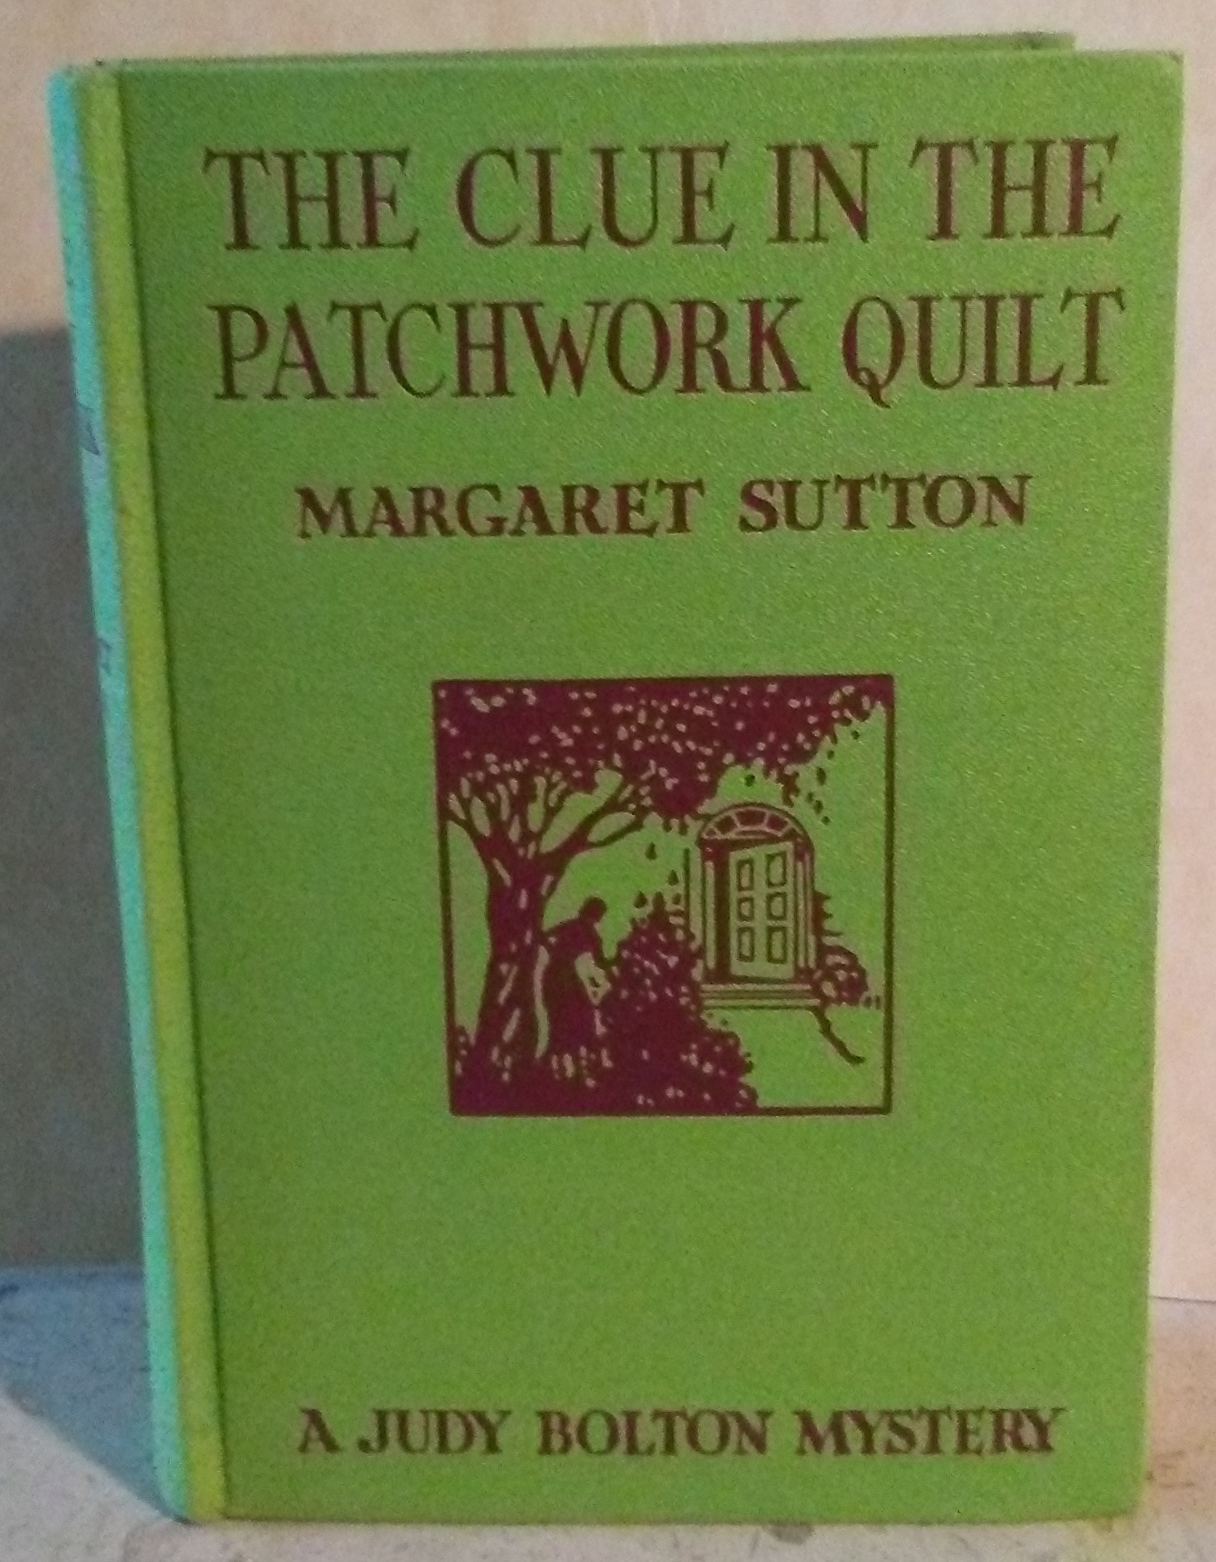 THE CLUE IN THE
PATCHWORK QUILT
MARGARET SUTTON
A JUDY BOLTON MYSTERY